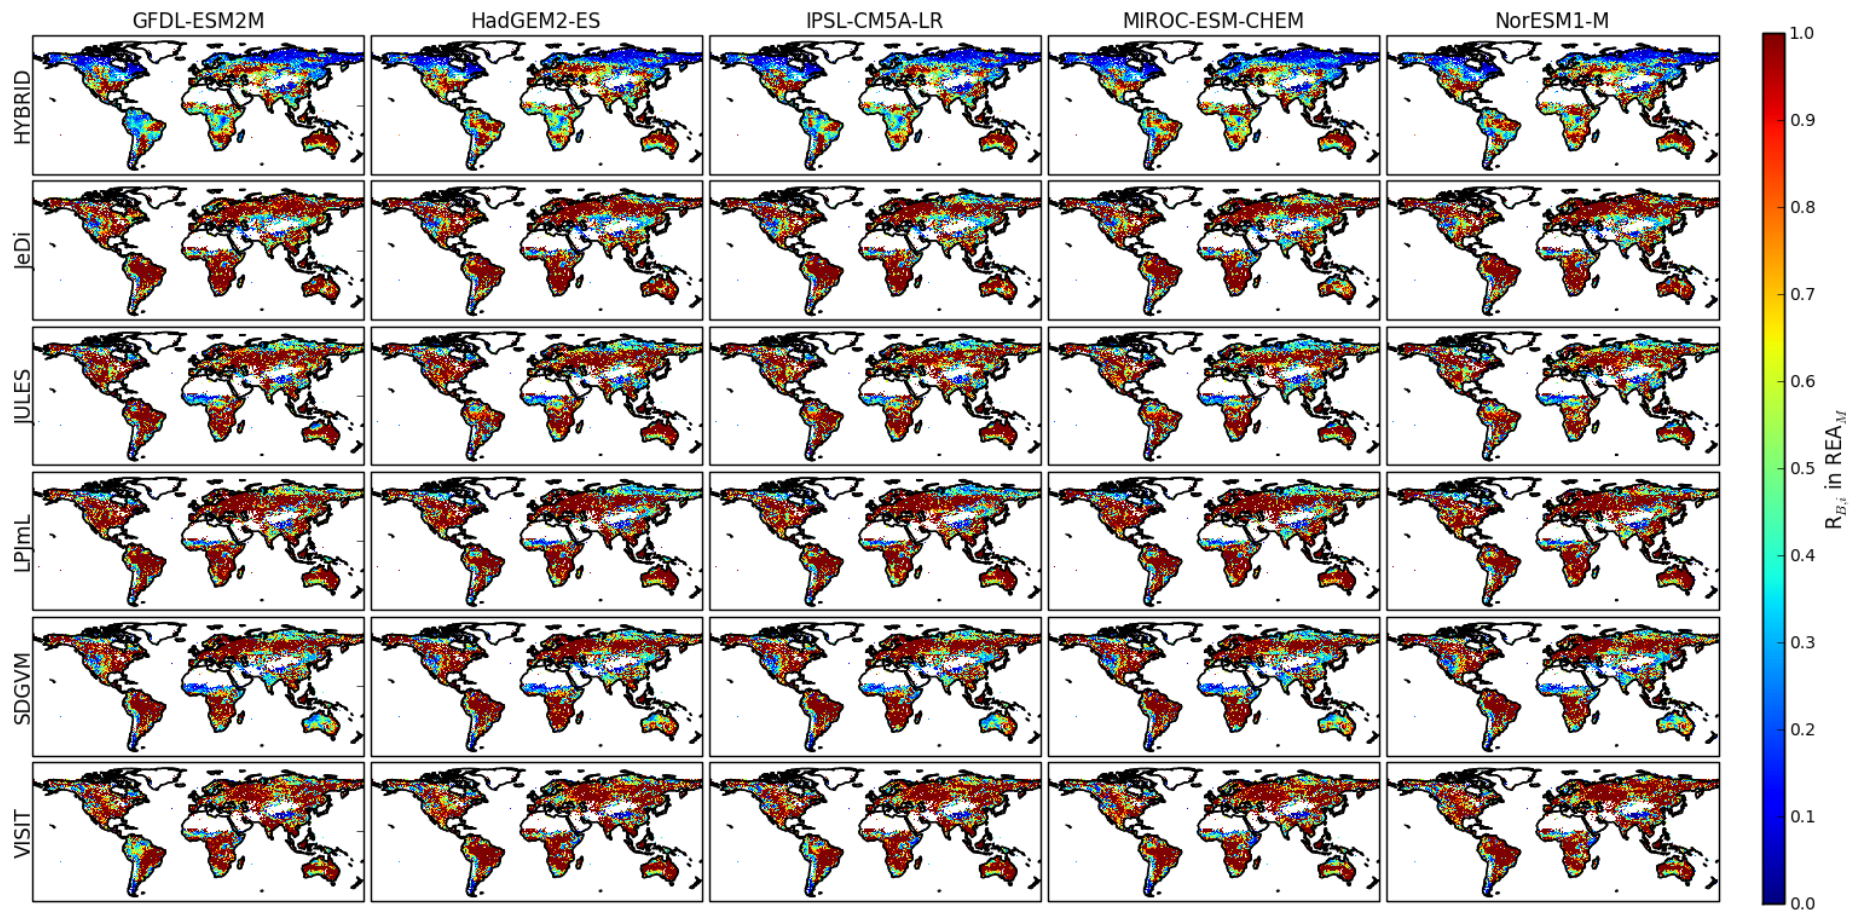 GFDL-ESM2M HadGEM2-ES IPSL-CM5A-LR MIROC-ESM-CHEM NorESM1-M
HYBRID
JeDi
JULES
LPJmL
SDGVM
VISIT
1.0
0.9
0.8
0.7
0.6
0.5
0.4
0.3
0.2
0.1
0.0
R_{B,i} in REA_M